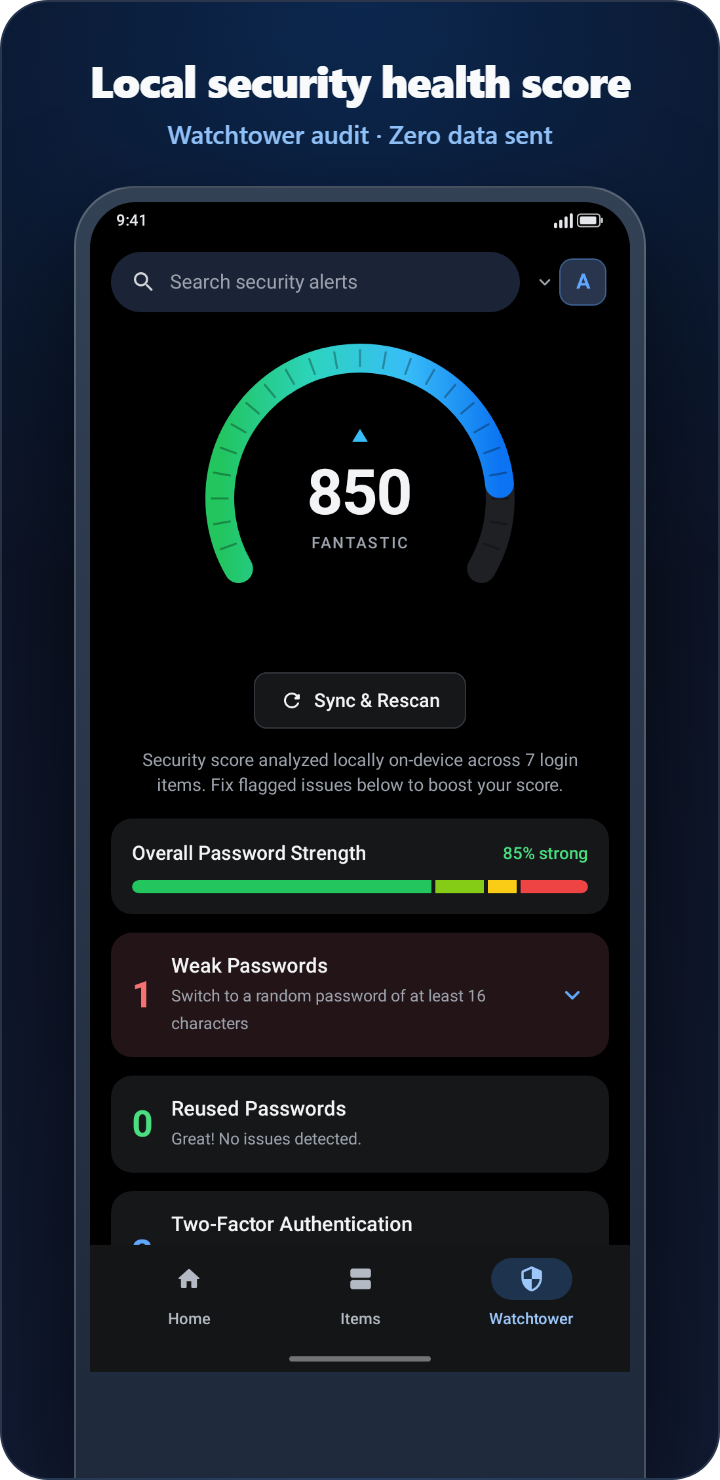 Local security health score
Watchtower audit · Zero data sent
9:41
Search security alerts
A
850
FANTASTIC
Sync & Rescan
Security score analyzed locally on-device across 7 login
items. Fix flagged issues below to boost your score.
Overall Password Strength
85% strong
1
Weak Passwords
Switch to a random password of at least 16
characters
0
Reused Passwords
Great! No issues detected.
Two-Factor Authentication
Home
Items
Watchtower